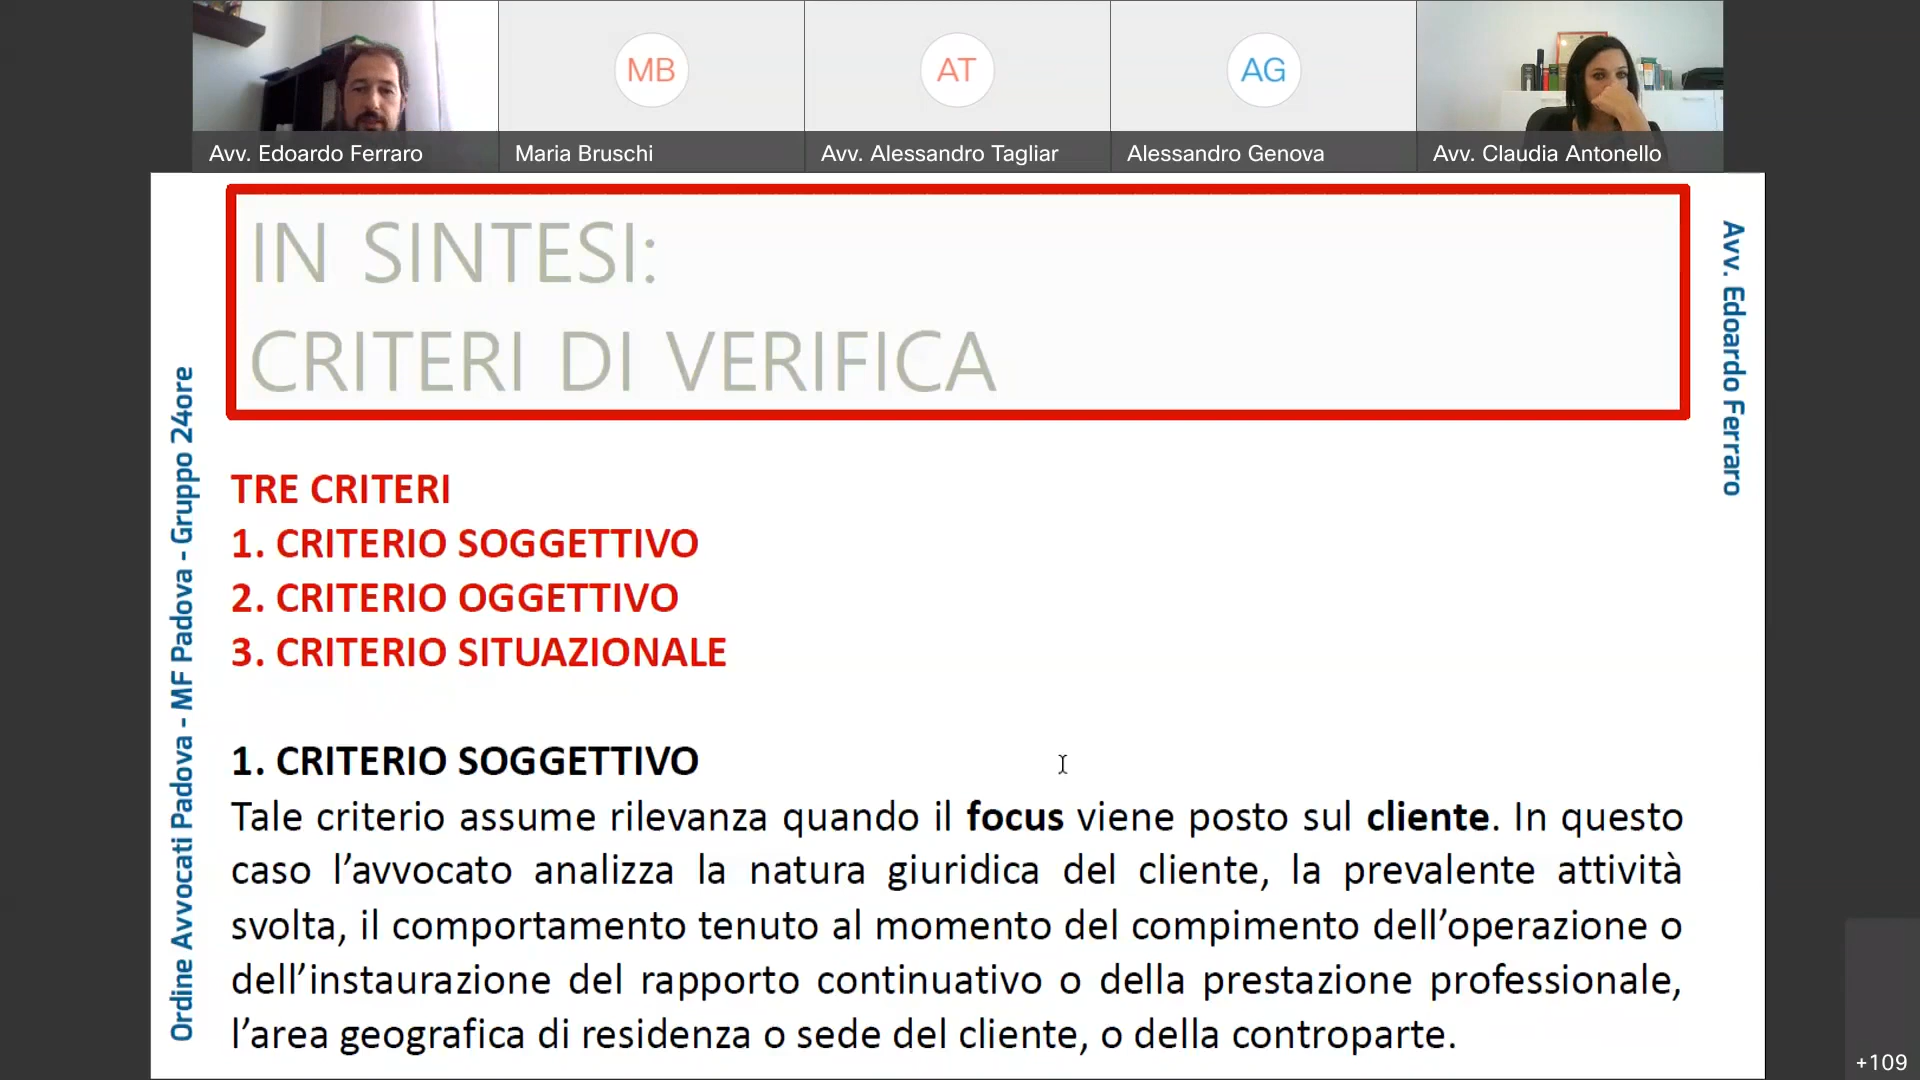 MB
AT
AG
Avv. Edoardo Ferraro
Maria Bruschi
Avv. Alessandro Tagliar
Alessandro Genova
Avv. Claudia Antonello
IN SINTESI:
CRITERI DI VERIFICA
Avv. Edoardo Ferraro
Ordine Avvocati Padova - MF Padova - Gruppo 24ore
TRE CRITERI
1. CRITERIO SOGGETTIVO
2. CRITERIO OGGETTIVO
3. CRITERIO SITUAZIONALE
1. CRITERIO SOGGETTIVO
Tale criterio assume rilevanza quando il focus viene posto sul cliente. In questo
caso l’avvocato analizza la natura giuridica del cliente, la prevalente attività
svolta, il comportamento tenuto al momento del compimento dell’operazione o
dell’instaurazione del rapporto continuativo o della prestazione professionale,
l’area geografica di residenza o sede del cliente, o della controparte.
+109